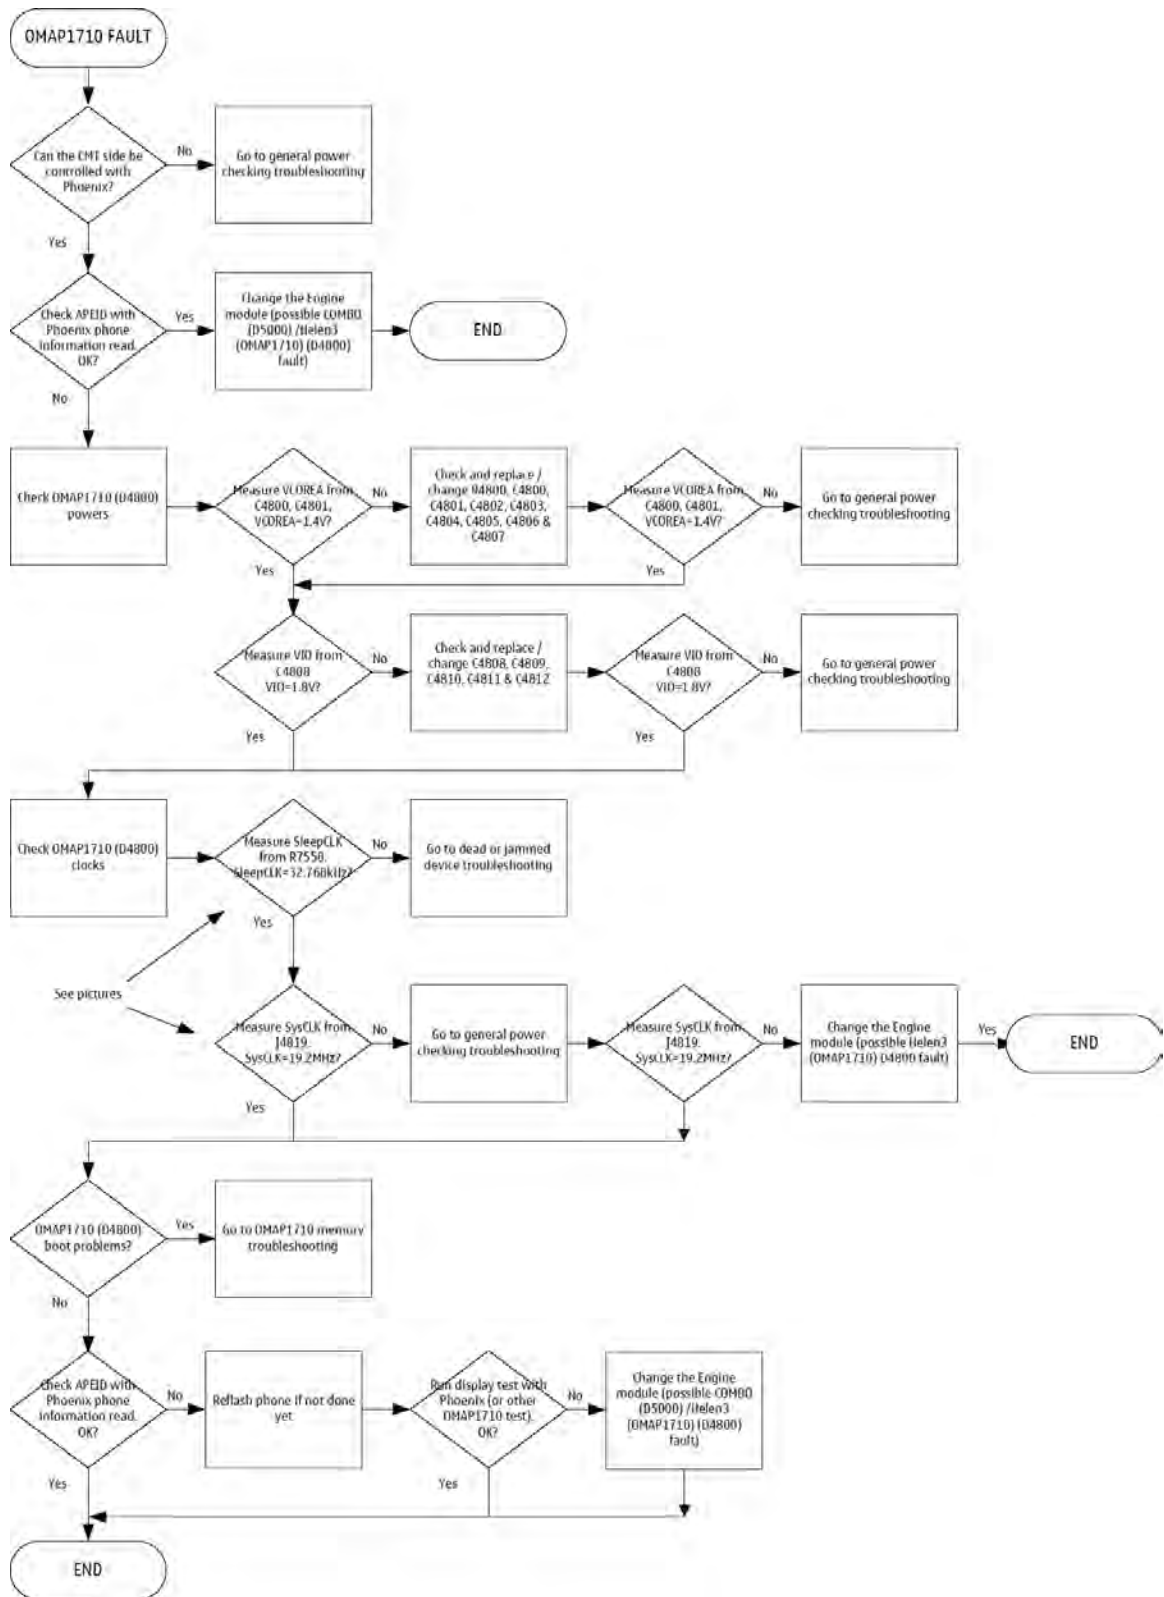 OMAP1710 FAULT
Can the CMT side be
controlled with
Phoenix?
No
Go to general power
checking troubleshooting
Yes
Check APEID with
Phoenix phone
information read.
OK?
Yes
Change the Engine
module (possible COMBO
(D5000) /Helen3
(OMAP1710) (D4800)
fault)
END
No
Check OMAP1710 (D4800)
powers
Measure VCOREA from
C4800, C4801,
VCOREA=1.4V?
No
Check and replace /
change R4800, C4800,
C4801, C4802, C4803,
C4804, C4805, C4806 &
C4807
Measure VCOREA from
C4800, C4801,
VCOREA=1.4V?
No
Go to general power
checking troubleshooting
Yes
Yes
Measure VIO from
C4808
VIO=1.8V?
No
Check and replace /
change C4808, C4809,
C4810, C4811 & C4812
Measure VIO from
C4808
VIO=1.8V?
No
Go to general power
checking troubleshooting
Yes
Yes
Check OMAP1710 (D4800)
clocks
Measure SleepCLK
from R7550.
SleepCLK=32.768kHz?
No
Go to dead or jammed
device troubleshooting
Yes
See pictures
Measure SysCLK from
J4819.
SysCLK=19.2MHz?
No
Go to general power
checking troubleshooting
Measure SysCLK from
J4819.
SysCLK=19.2MHz?
No
Change the Engine
module (possible Helen3
(OMAP1710) D4800 fault)
Yes
END
Yes
Yes
OMAP1710 (D4800)
boot problems?
Yes
Go to OMAP1710 memory
troubleshooting
No
Check APEID with
Phoenix phone
information read.
OK?
No
Reflash phone if not done
yet
Run display test with
Phoenix (or other
OMAP1710 test).
OK?
No
Change the Engine
module (possible COMBO
(D5000) /Helen3
(OMAP1710) (D4800)
fault)
Yes
Yes
END